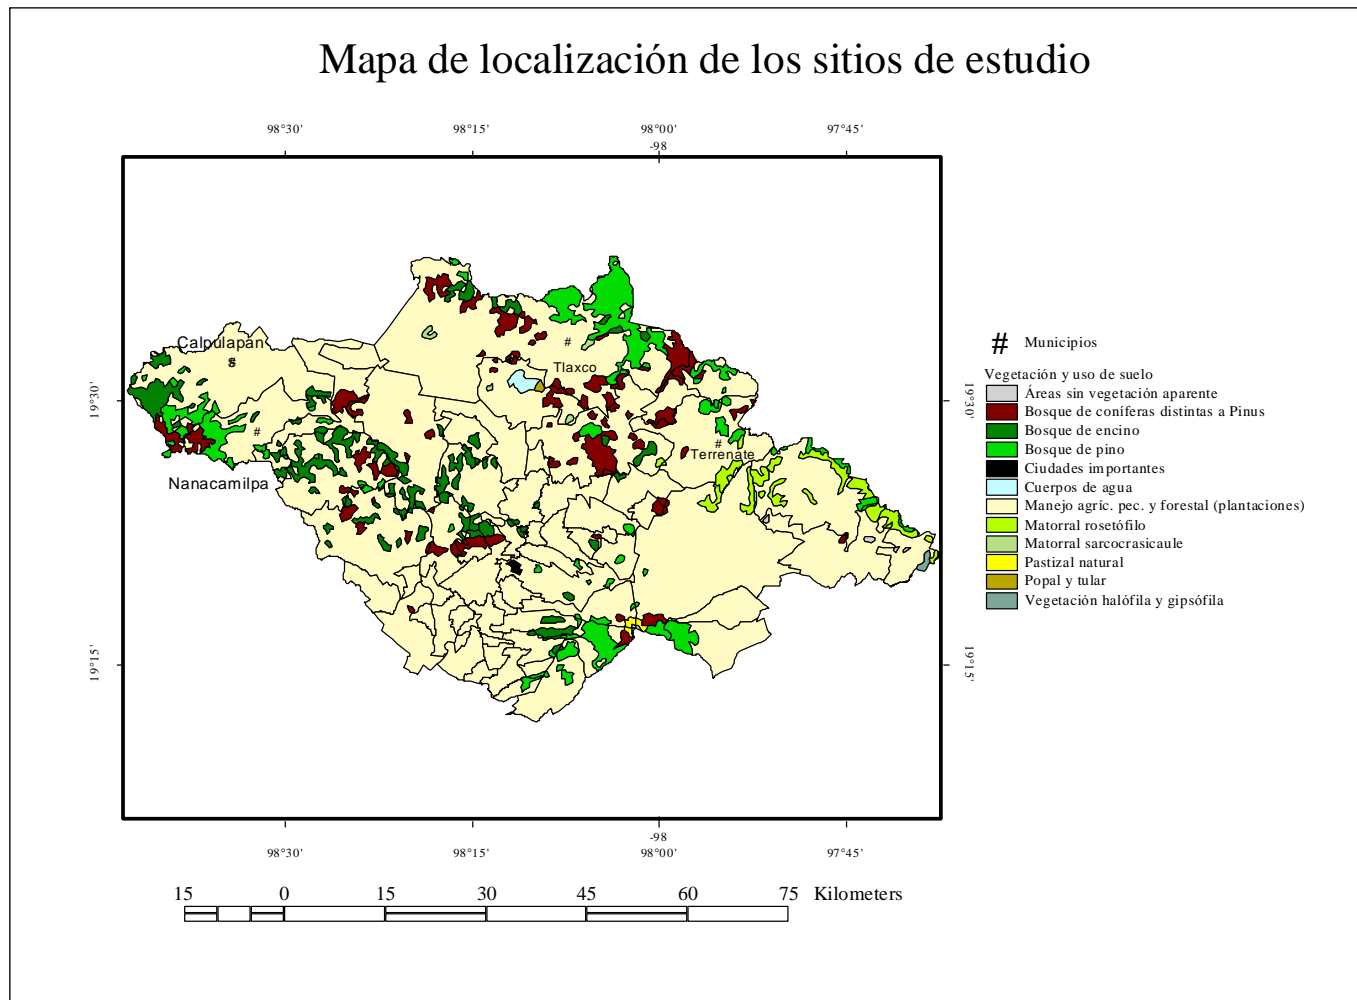 Mapa de localización de los sitios de estudio
98°30' 98°15' 98°00' 97°45'
-98
Calpulapan
#
Tlaxco
19°30' 19°30'
#
#
Terrenate
Nanacamilpa
19°15' 19°15'
-98
98°30' 98°15' 98°00' 97°45'
15 0 15 30 45 60 75 Kilometers
# Municipios
Vegetación y uso de suelo
Áreas sin vegetación aparente
Bosque de coníferas distintas a Pinus
Bosque de encino
Bosque de pino
Ciudades importantes
Cuerpos de agua
Manejo agríc. pec. y forestal (plantaciones)
Matorral rosetófilo
Matorral sarcocrasicaule
Pastizal natural
Popal y tular
Vegetación halófila y gipsófila